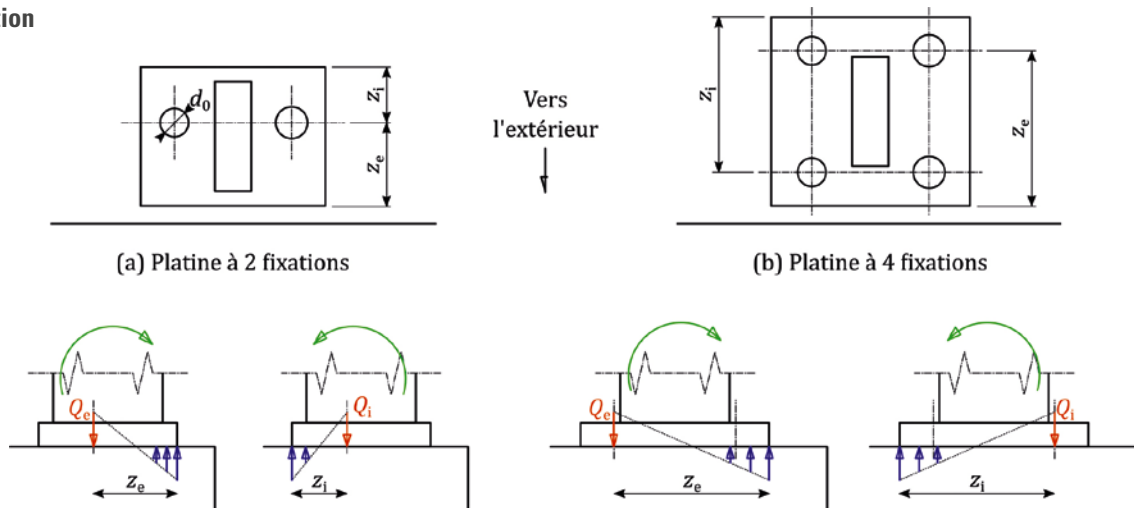 tion
d₀
zᵢ
zₑ
(a) Platine à 2 fixations
Vers
l'extérieur
zᵢ
zₑ
(b) Platine à 4 fixations
Qₑ
zₑ
Qᵢ
zᵢ
Qₑ
zₑ
Qᵢ
zᵢ